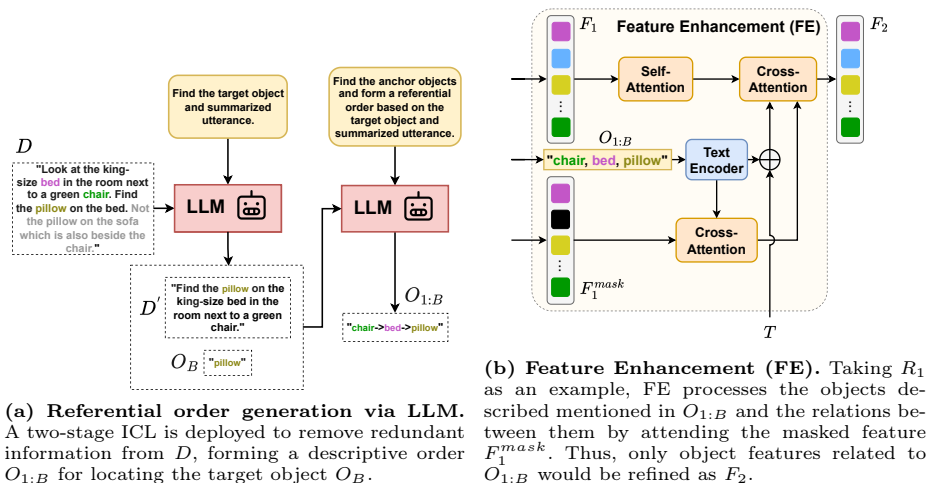 Find the target object
and summarized
utterance.
Find the anchor objects
and form a referential
order based on the
target object and
summarized utterance.
D
"Look at the king-
size bed in the room next
to a green chair. Find
the pillow on the bed. Not
the pillow on the sofa
which is also beside the
chair."
LLM
LLM
D'
"Find the pillow on the
king-size bed in the
room next to a green
chair."
O_B
"pillow"
O_{1:B}
"chair->bed->pillow"
(a) Referential order generation via LLM.
A two-stage ICL is deployed to remove redundant
information from D, forming a descriptive order
O_{1:B} for locating the target object O_B.
F_1
Feature Enhancement (FE)
F_2
Self-
Attention
Cross-
Attention
O_{1:B}
"chair, bed, pillow"
Text
Encoder
Cross-
Attention
F_1^{mask}
T
(b) Feature Enhancement (FE). Taking R_1
as an example, FE processes the objects de-
scribed mentioned in O_{1:B} and the relations be-
tween them by attending the masked feature
F_1^{mask}. Thus, only object features related to
O_{1:B} would be refined as F_2.